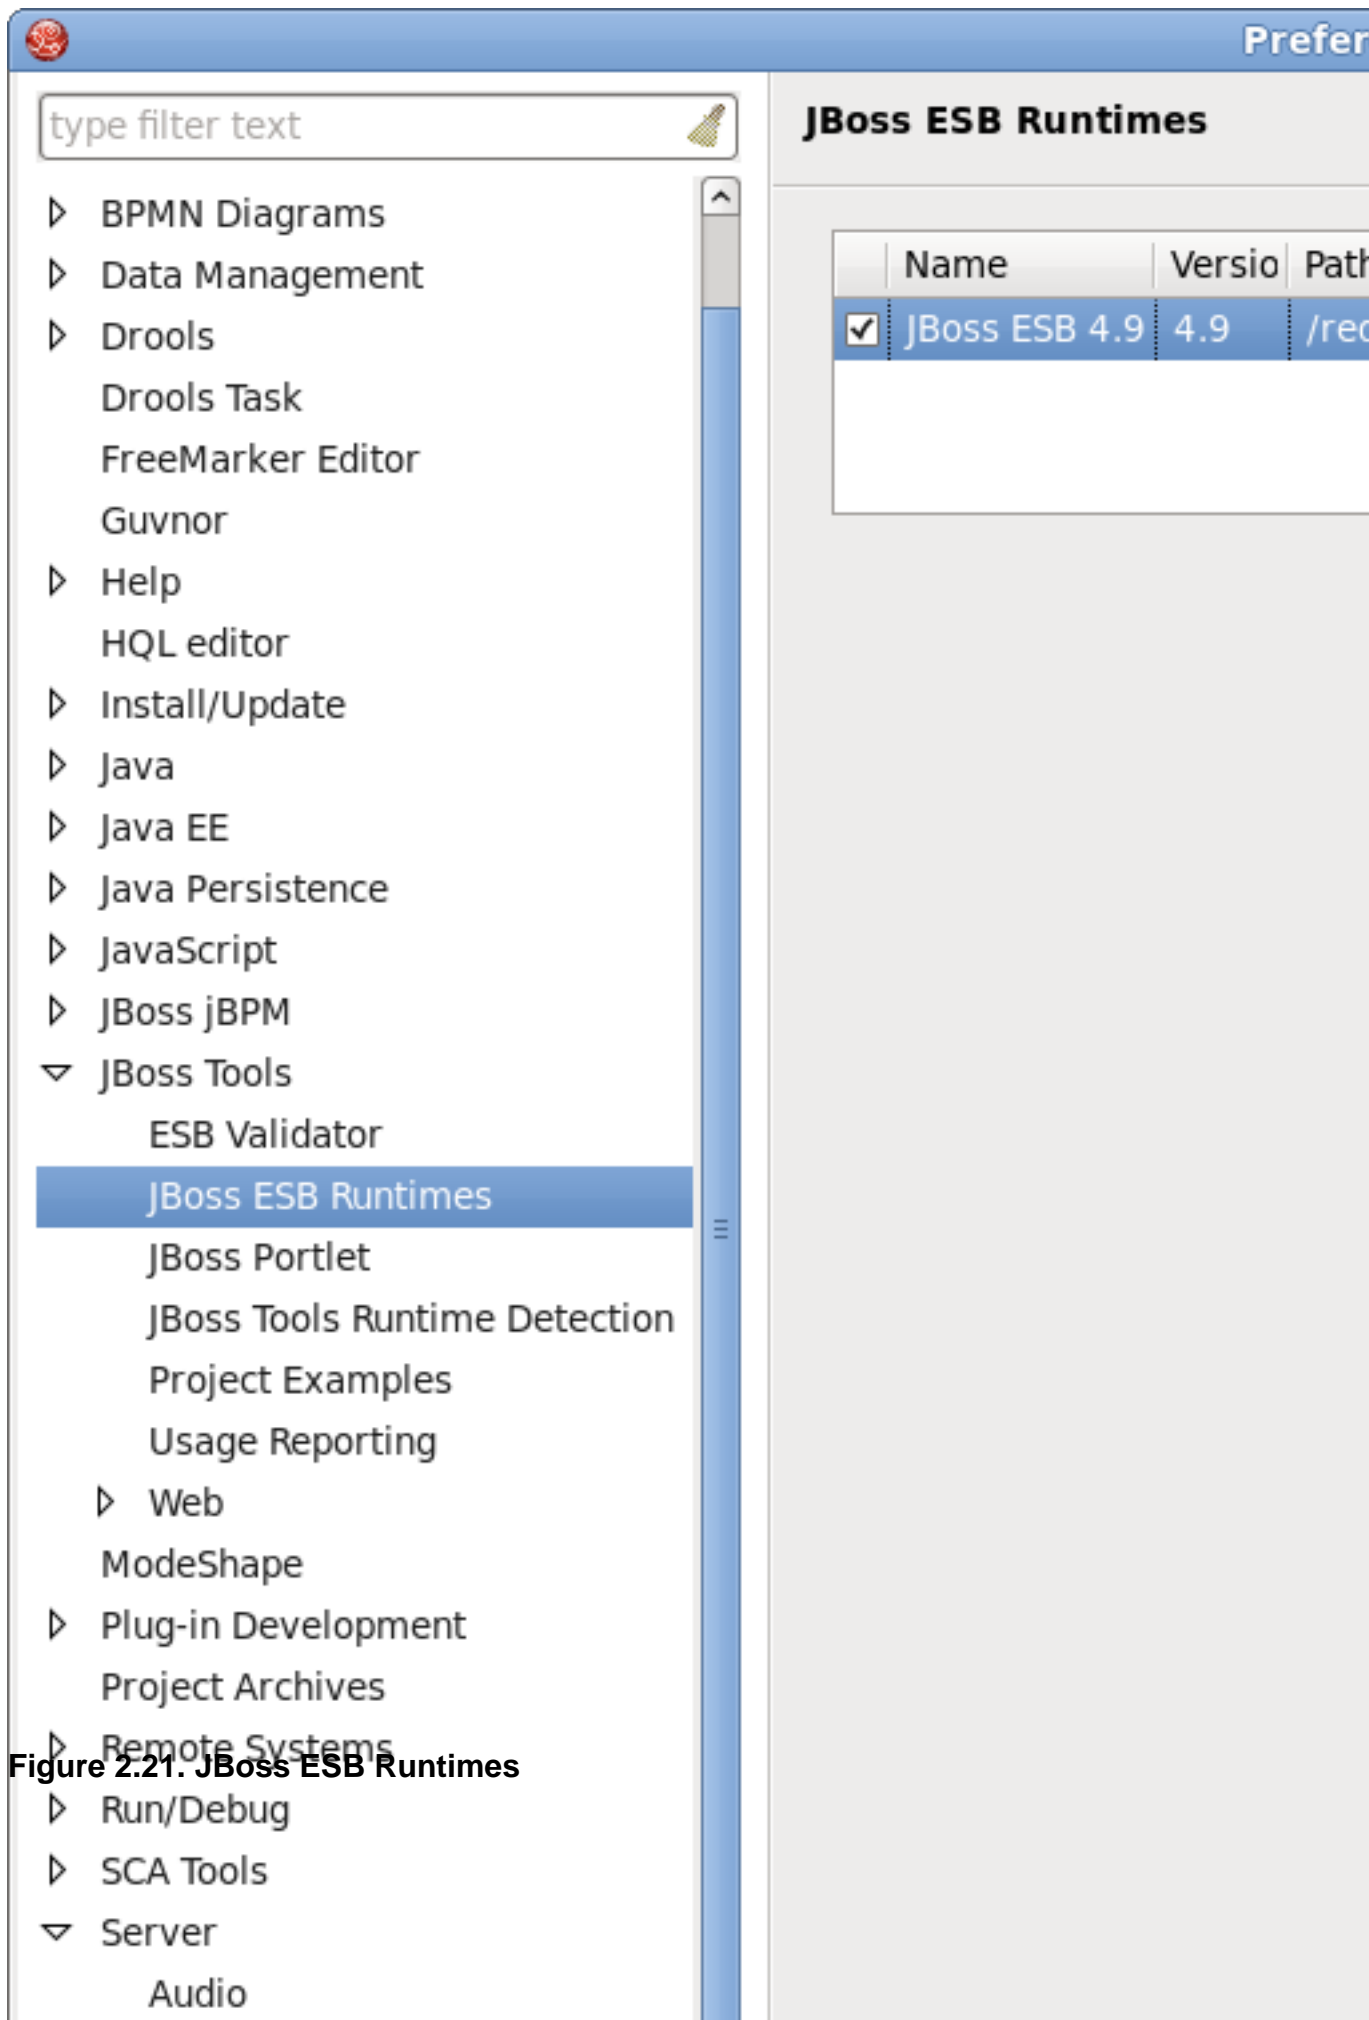 Prefer
type filter text
JBoss ESB Runtimes
BPMN Diagrams
Data Management
Drools
Drools Task
FreeMarker Editor
Guvnor
Help
HQL editor
Install/Update
Java
Java EE
Java Persistence
JavaScript
JBoss jBPM
JBoss Tools
ESB Validator
JBoss ESB Runtimes
JBoss Portlet
JBoss Tools Runtime Detection
Project Examples
Usage Reporting
Web
ModeShape
Plug-in Development
Project Archives
Remote Systems
Figure 2.21. JBoss ESB Runtimes
Run/Debug
SCA Tools
Server
Audio
Name Versio Path
JBoss ESB 4.9 4.9 /rec